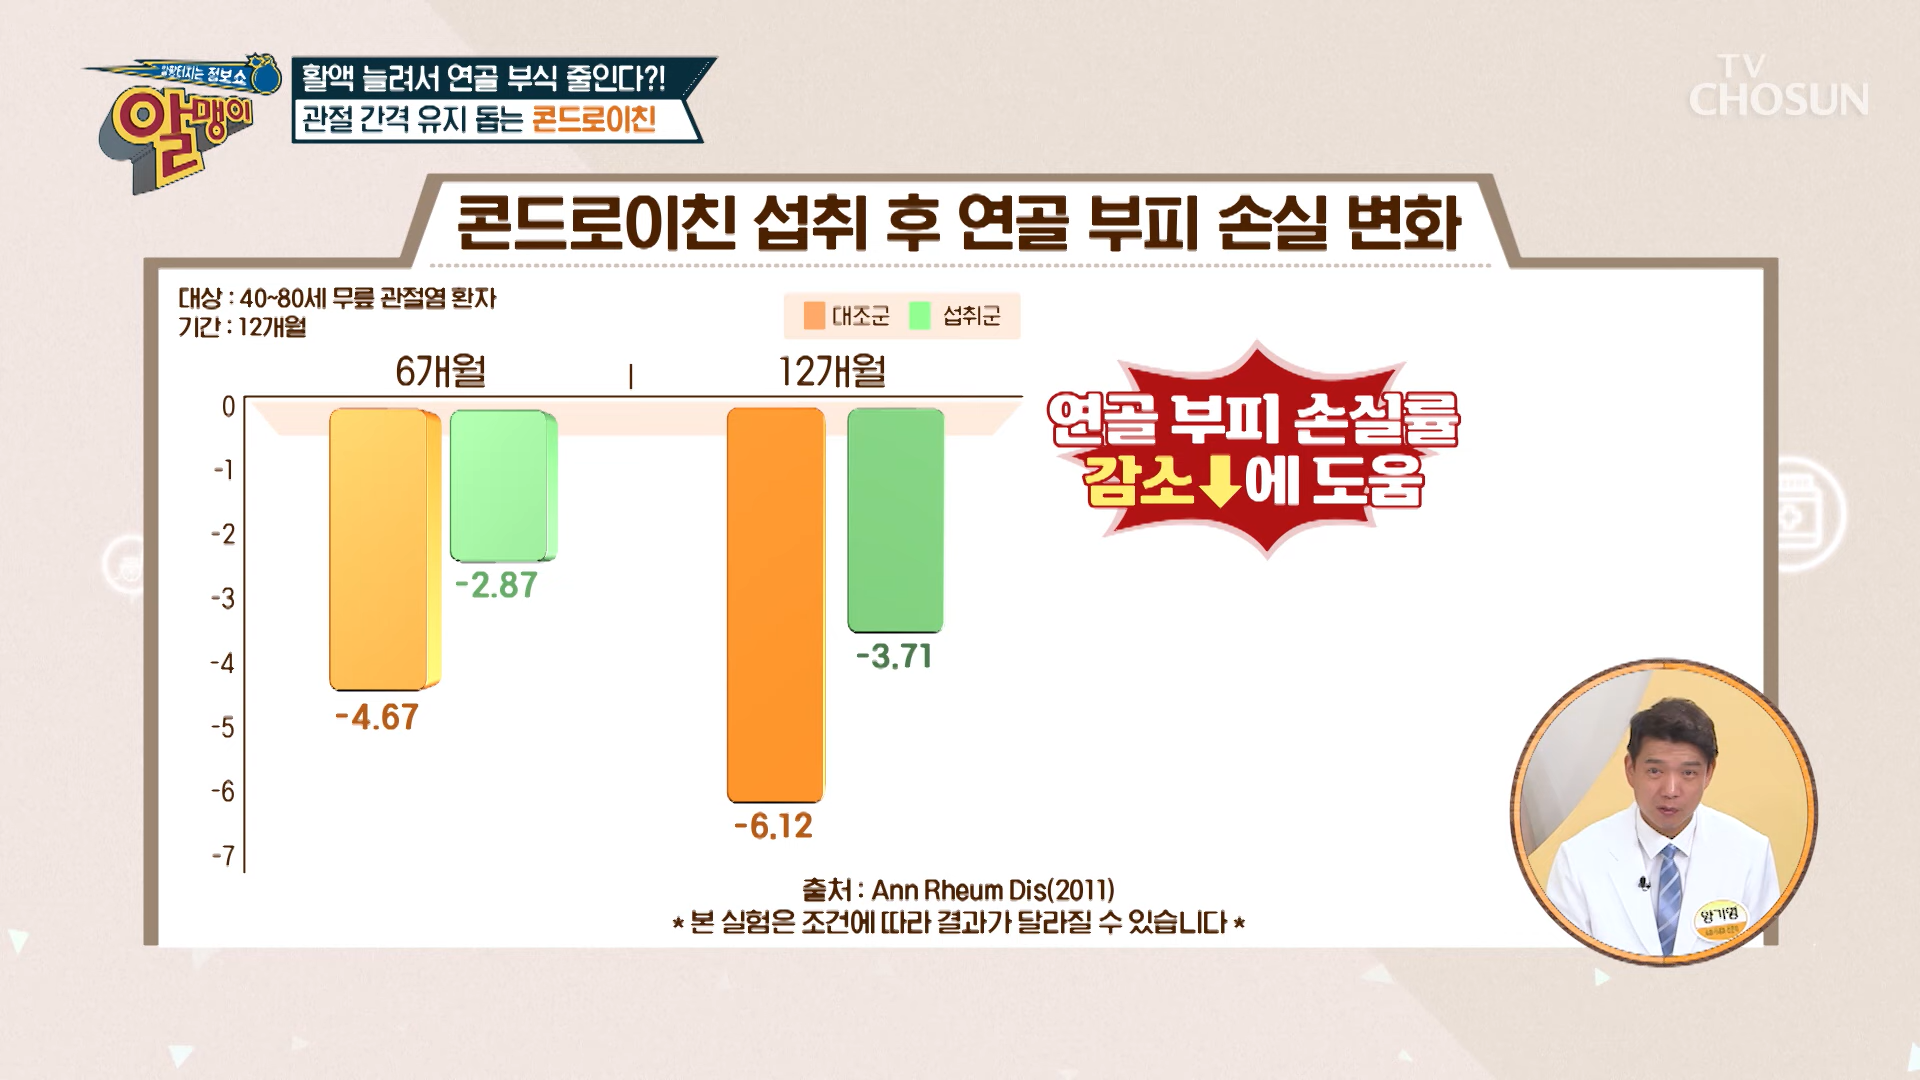 알맹이
활액 늘려서 연골 부식 줄인다?!
관절 간격 유지 돕는 콘드로이친
TV
CHOSUN
콘드로이친 섭취 후 연골 부피 손실 변화
대상 : 40~80세 무릎 관절염 환자
기간 : 12개월
대조군 섭취군
6개월 | 12개월
0
-1
-2
-3
-4
-5
-6
-7
-4.67
-2.87
-6.12
-3.71
연골 부피 손실률
감소⬇에 도움
출처 : Ann Rheum Dis(2011)
* 본 실험은 조건에 따라 결과가 달라질 수 있습니다 *